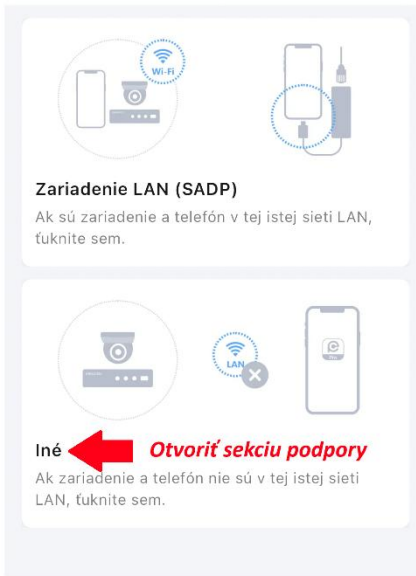 Wi-Fi
Zariadenie LAN (SADP)
Ak sú zariadenie a telefón v tej istej sieti LAN,
ťuknite sem.
LAN
Iné
Otvoriť sekciu podpory
Ak zariadenie a telefón nie sú v tej istej sieti
LAN, ťuknite sem.